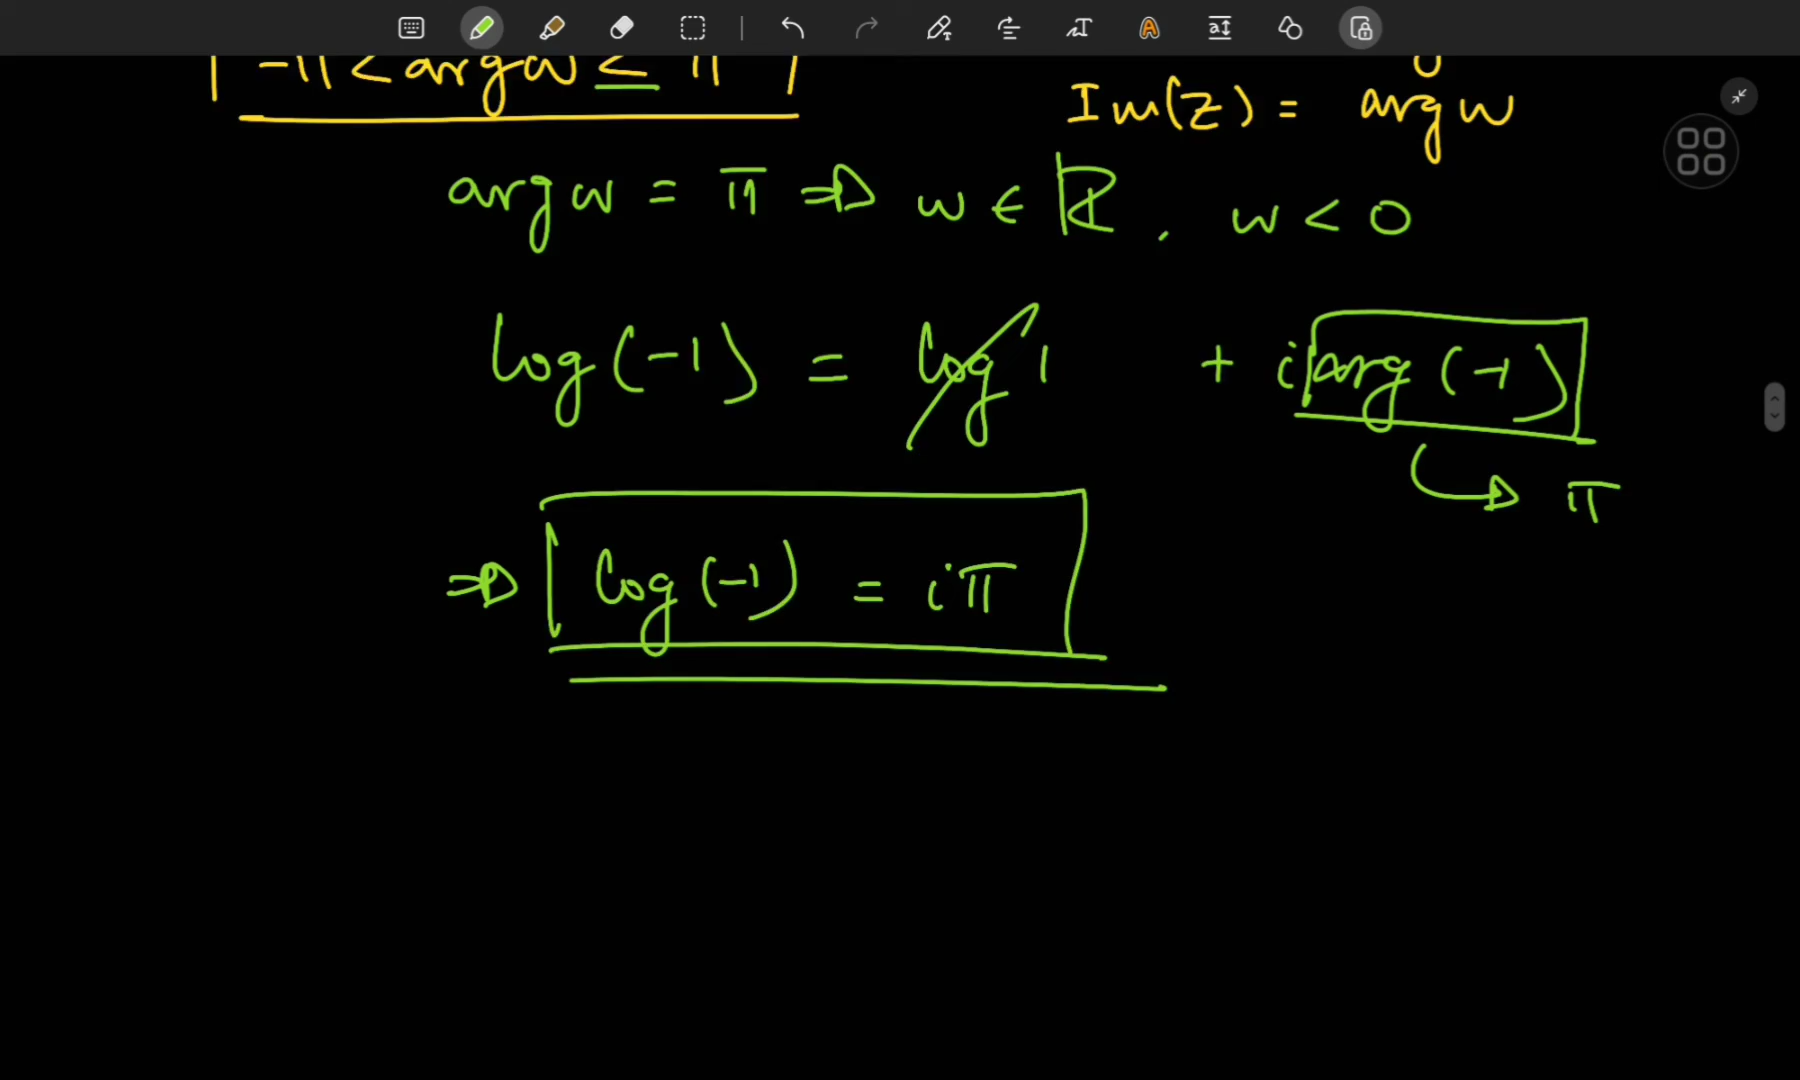 -π < arg w ≤ π
Im(z) = arg w
arg w = π ⇒ w ∈ ℝ, w < 0
log(-1) = log 1 + i arg(-1)
→ π
⇒ log(-1) = iπ